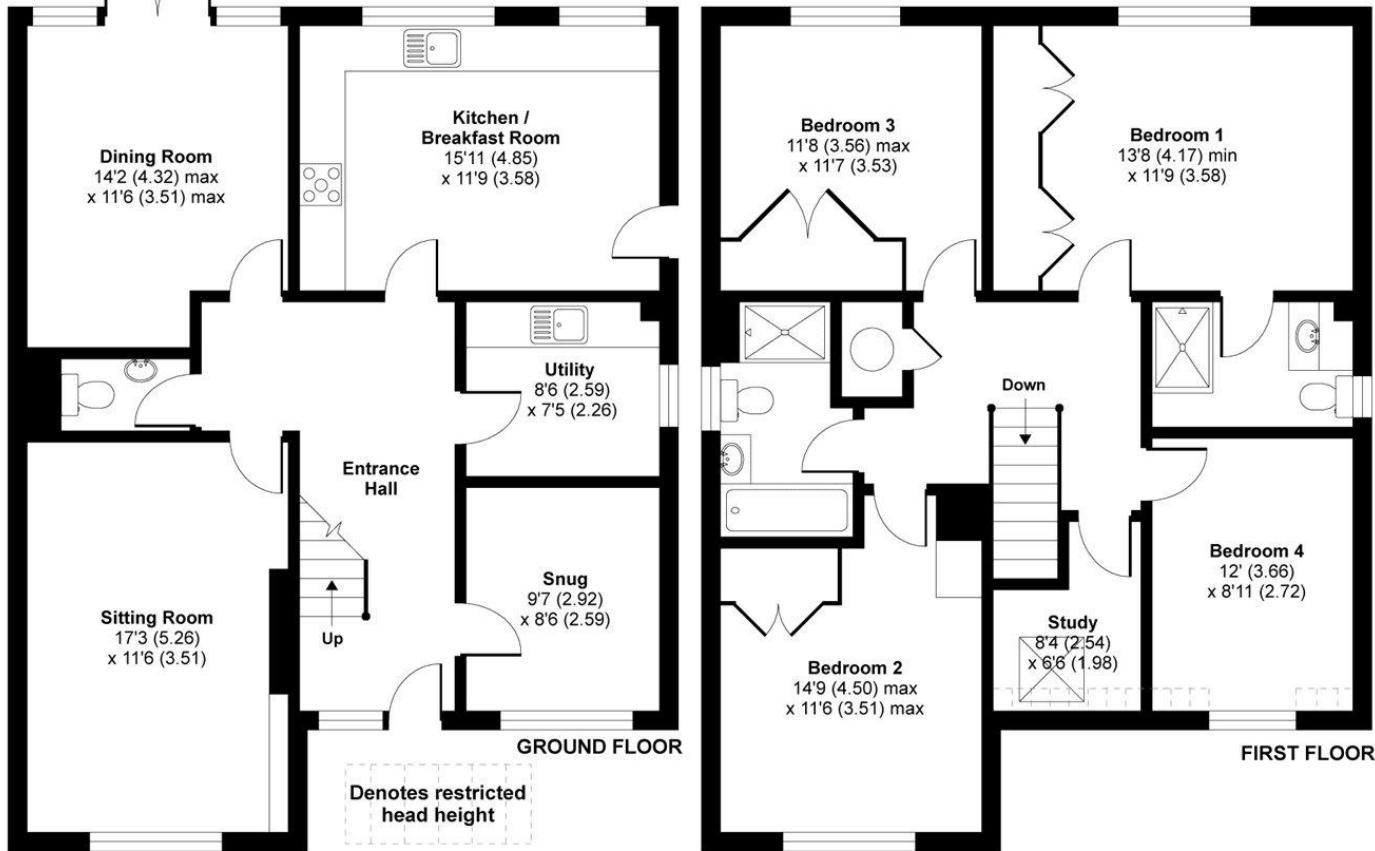 Dining Room
14'2 (4.32) max
x 11'6 (3.51) max
Kitchen /
Breakfast Room
15'11 (4.85)
x 11'9 (3.58)
Utility
8'6 (2.59)
x 7'5 (2.26)
Entrance
Hall
Snug
9'7 (2.92)
x 8'6 (2.59)
Sitting Room
17'3 (5.26)
x 11'6 (3.51)
Up
GROUND FLOOR
Denotes restricted
head height
Bedroom 3
11'8 (3.56) max
x 11'7 (3.53)
Bedroom 1
13'8 (4.17) min
x 11'9 (3.58)
Down
Bedroom 4
12' (3.66)
x 8'11 (2.72)
Study
8'4 (2.54)
x 6'6 (1.98)
Bedroom 2
14'9 (4.50) max
x 11'6 (3.51) max
FIRST FLOOR